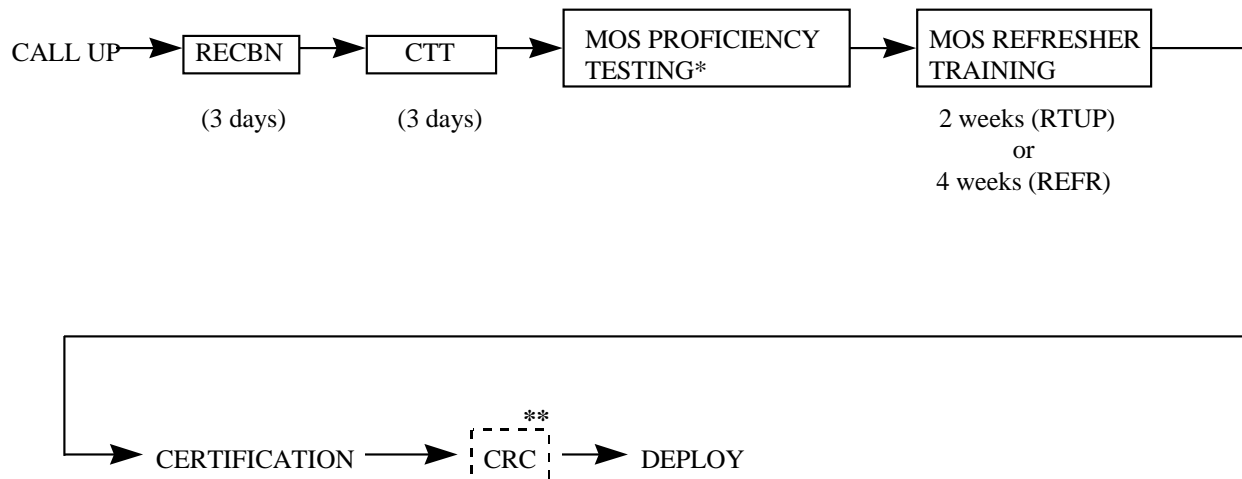 CALL UP
RECBN
CTT
MOS PROFICIENCY
TESTING*
MOS REFRESHER
TRAINING
(3 days)
(3 days)
2 weeks (RTUP)
or
4 weeks (REFR)
CERTIFICATION
CRC
**
DEPLOY